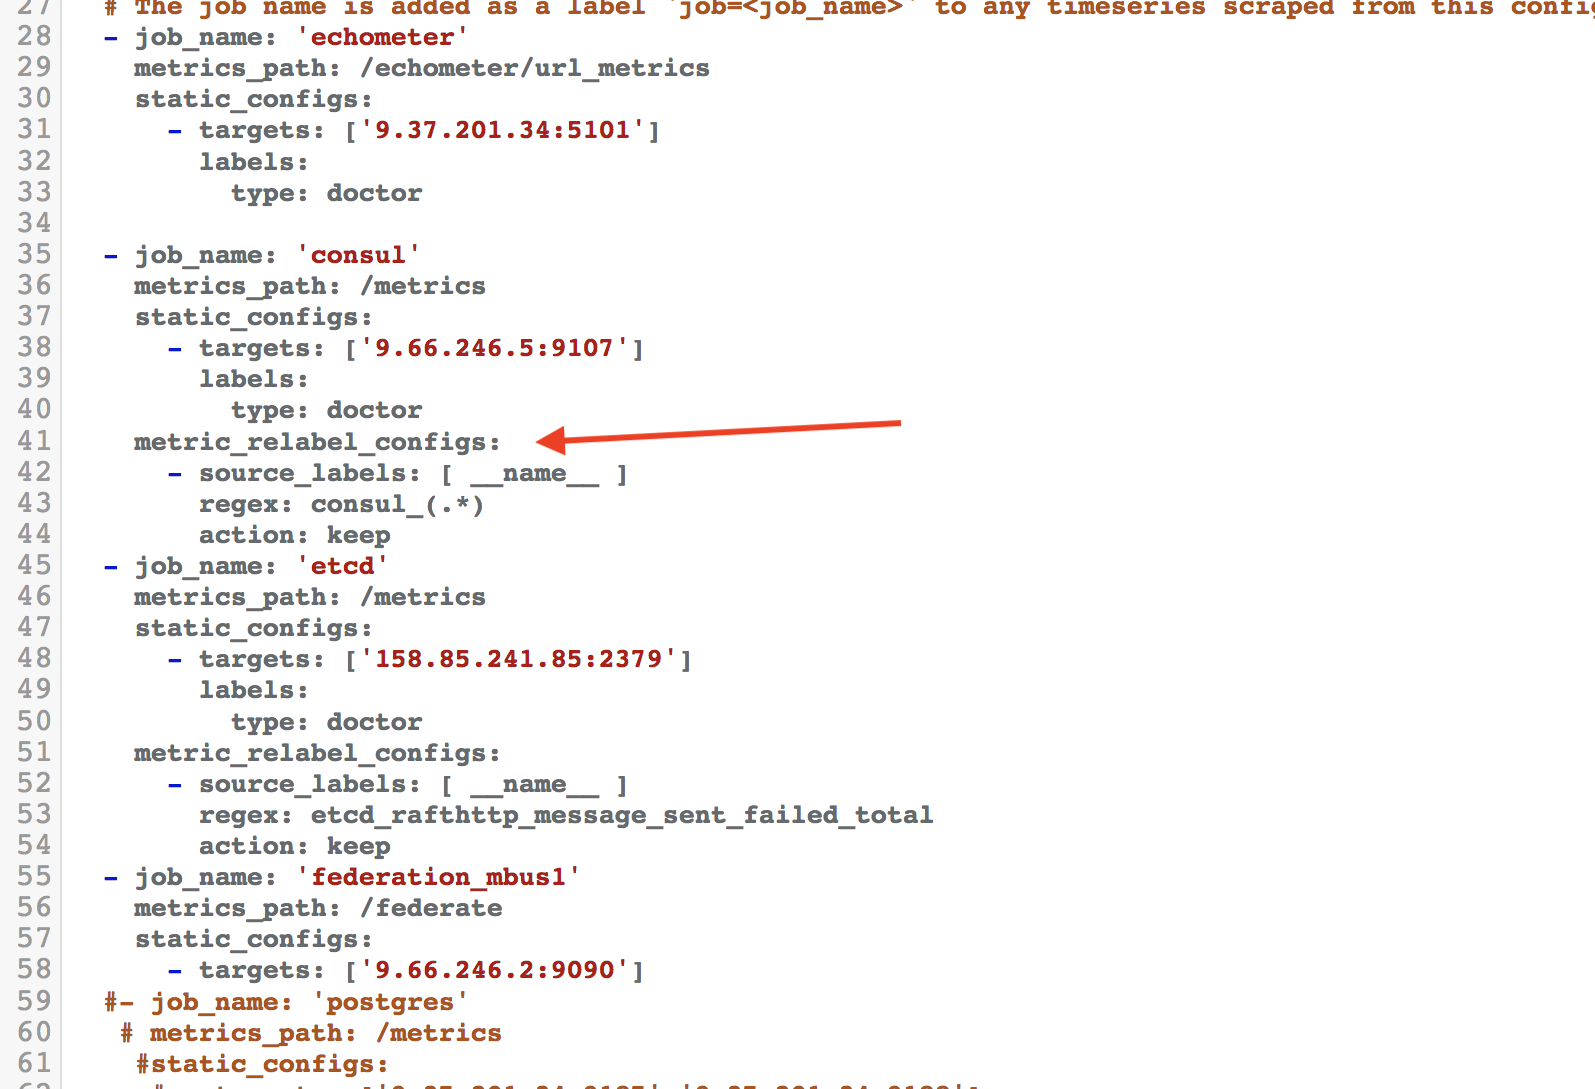 27 # The job name is added as a label `job=<job_name>` to any timeseries scraped from this config
28 - job_name: 'echometer'
29 metrics_path: /echometer/url_metrics
30 static_configs:
31 - targets: ['9.37.201.34:5101']
32 labels:
33 type: doctor
34
35 - job_name: 'consul'
36 metrics_path: /metrics
37 static_configs:
38 - targets: ['9.66.246.5:9107']
39 labels:
40 type: doctor
41 metric_relabel_configs:
42 - source_labels: [ __name__ ]
43 regex: consul_(.*)
44 action: keep
45 - job_name: 'etcd'
46 metrics_path: /metrics
47 static_configs:
48 - targets: ['158.85.241.85:2379']
49 labels:
50 type: doctor
51 metric_relabel_configs:
52 - source_labels: [ __name__ ]
53 regex: etcd_rafthttp_message_sent_failed_total
54 action: keep
55 - job_name: 'federation_mbus1'
56 metrics_path: /federate
57 static_configs:
58 - targets: ['9.66.246.2:9090']
59 #- job_name: 'postgres'
60 # metrics_path: /metrics
61 #static_configs: